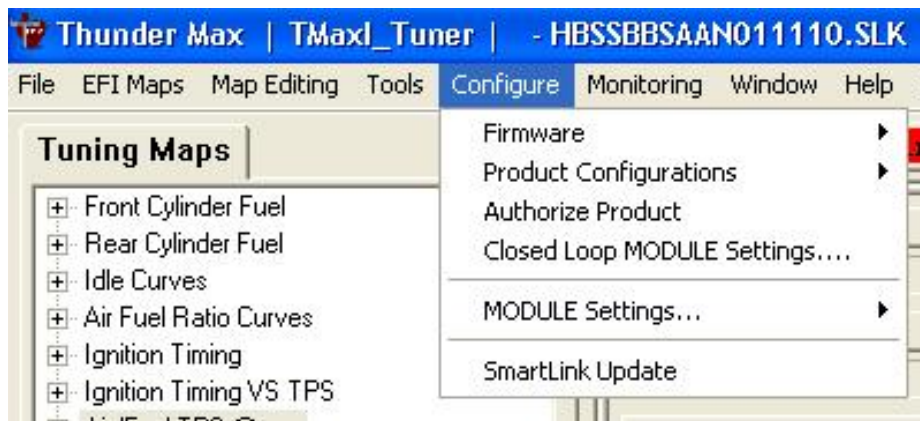 Thunder Max | TMaxI_Tuner | - HBSSBBSAAN011110.SLK
File EFI Maps Map Editing Tools Configure Monitoring Window Help
Tuning Maps
Front Cylinder Fuel
Rear Cylinder Fuel
Idle Curves
Air Fuel Ratio Curves
Ignition Timing
Ignition Timing VS TPS
Firmware
Product Configurations
Authorize Product
Closed Loop MODULE Settings....
MODULE Settings...
SmartLink Update